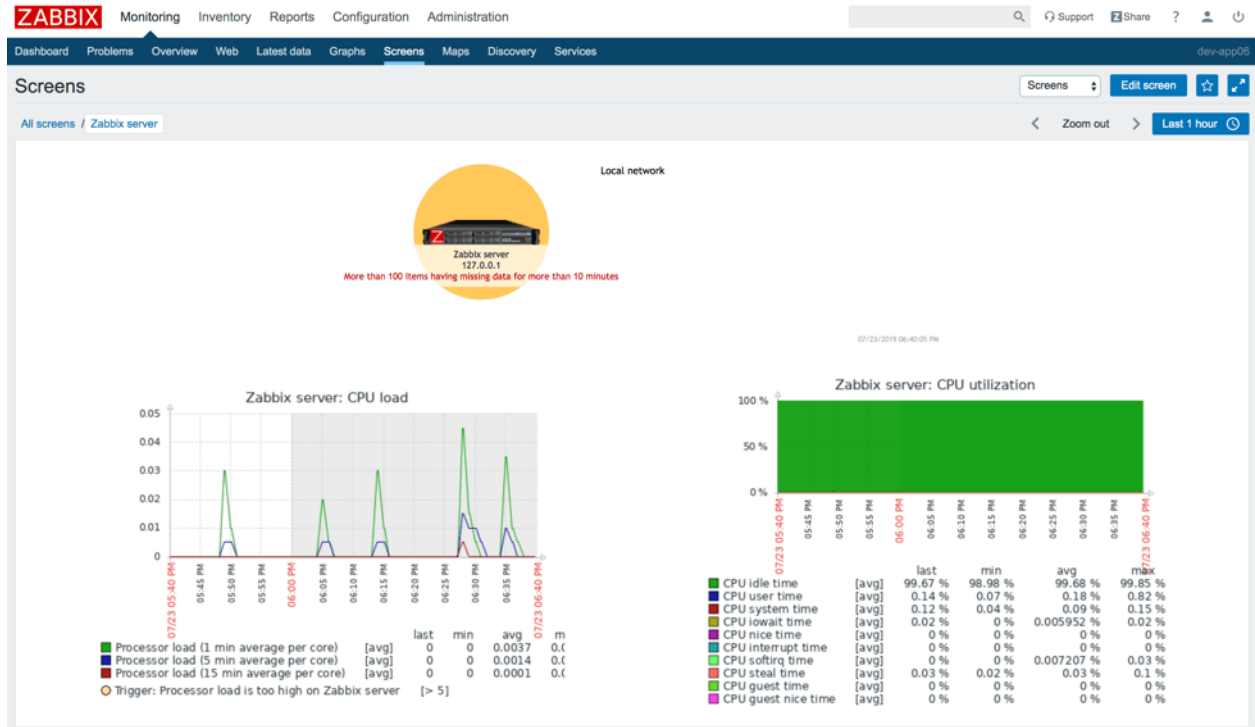 ZABBIX Monitoring Inventory Reports Configuration Administration Support Z Share ?
Dashboard Problems Overview Web Latest data Graphs Screens Maps Discovery Services dev-app06
Screens Screens Edit screen
All screens / Zabbix server Zoom out Last 1 hour
Local network
Z
Zabbix server
127.0.0.1
More than 100 items having missing data for more than 10 minutes
07/23/2019 06:40:05 PM
Zabbix server: CPU load
0.05
0.04
0.03
0.02
0.01
0
07/23 05:40 PM
05:45 PM
05:50 PM
05:55 PM
06:00 PM
06:05 PM
06:10 PM
06:15 PM
06:20 PM
06:25 PM
06:30 PM
06:35 PM
07/23 06:40 PM
last min avg m
Processor load (1 min average per core) [avg] 0 0 0.0037 0.0
Processor load (5 min average per core) [avg] 0 0 0.0014 0.0
Processor load (15 min average per core) [avg] 0 0 0.0001 0.0
Trigger: Processor load is too high on Zabbix server [> 5]
Zabbix server: CPU utilization
100 %
50 %
0 %
07/23 05:40 PM
05:45 PM
05:50 PM
05:55 PM
06:00 PM
06:05 PM
06:10 PM
06:15 PM
06:20 PM
06:25 PM
06:30 PM
06:35 PM
07/23 06:40 PM
last min avg max
CPU idle time [avg] 99.67 % 98.98 % 99.68 % 99.85 %
CPU user time [avg] 0.14 % 0.07 % 0.18 % 0.82 %
CPU system time [avg] 0.12 % 0.04 % 0.09 % 0.15 %
CPU iowait time [avg] 0.02 % 0 % 0.005952 % 0.02 %
CPU nice time [avg] 0 % 0 % 0 % 0 %
CPU interrupt time [avg] 0 % 0 % 0 % 0 %
CPU softirq time [avg] 0 % 0 % 0.007207 % 0.03 %
CPU steal time [avg] 0.03 % 0.02 % 0.03 % 0.1 %
CPU guest time [avg] 0 % 0 % 0 % 0 %
CPU guest nice time [avg] 0 % 0 % 0 % 0 %